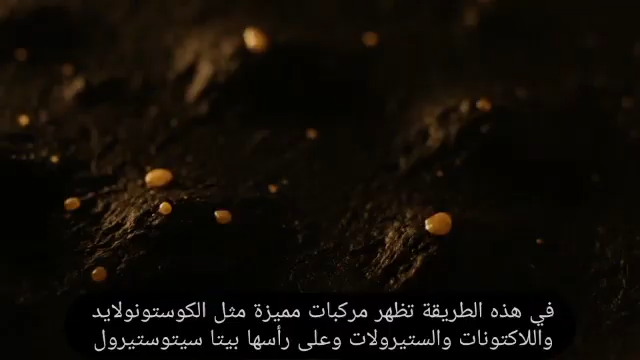 في هذه الطريقة تظهر مركبات مميزة مثل الكوستونولايد
واللاكتونات والستيرولات وعلى رأسها بيتا سيتوستيرول